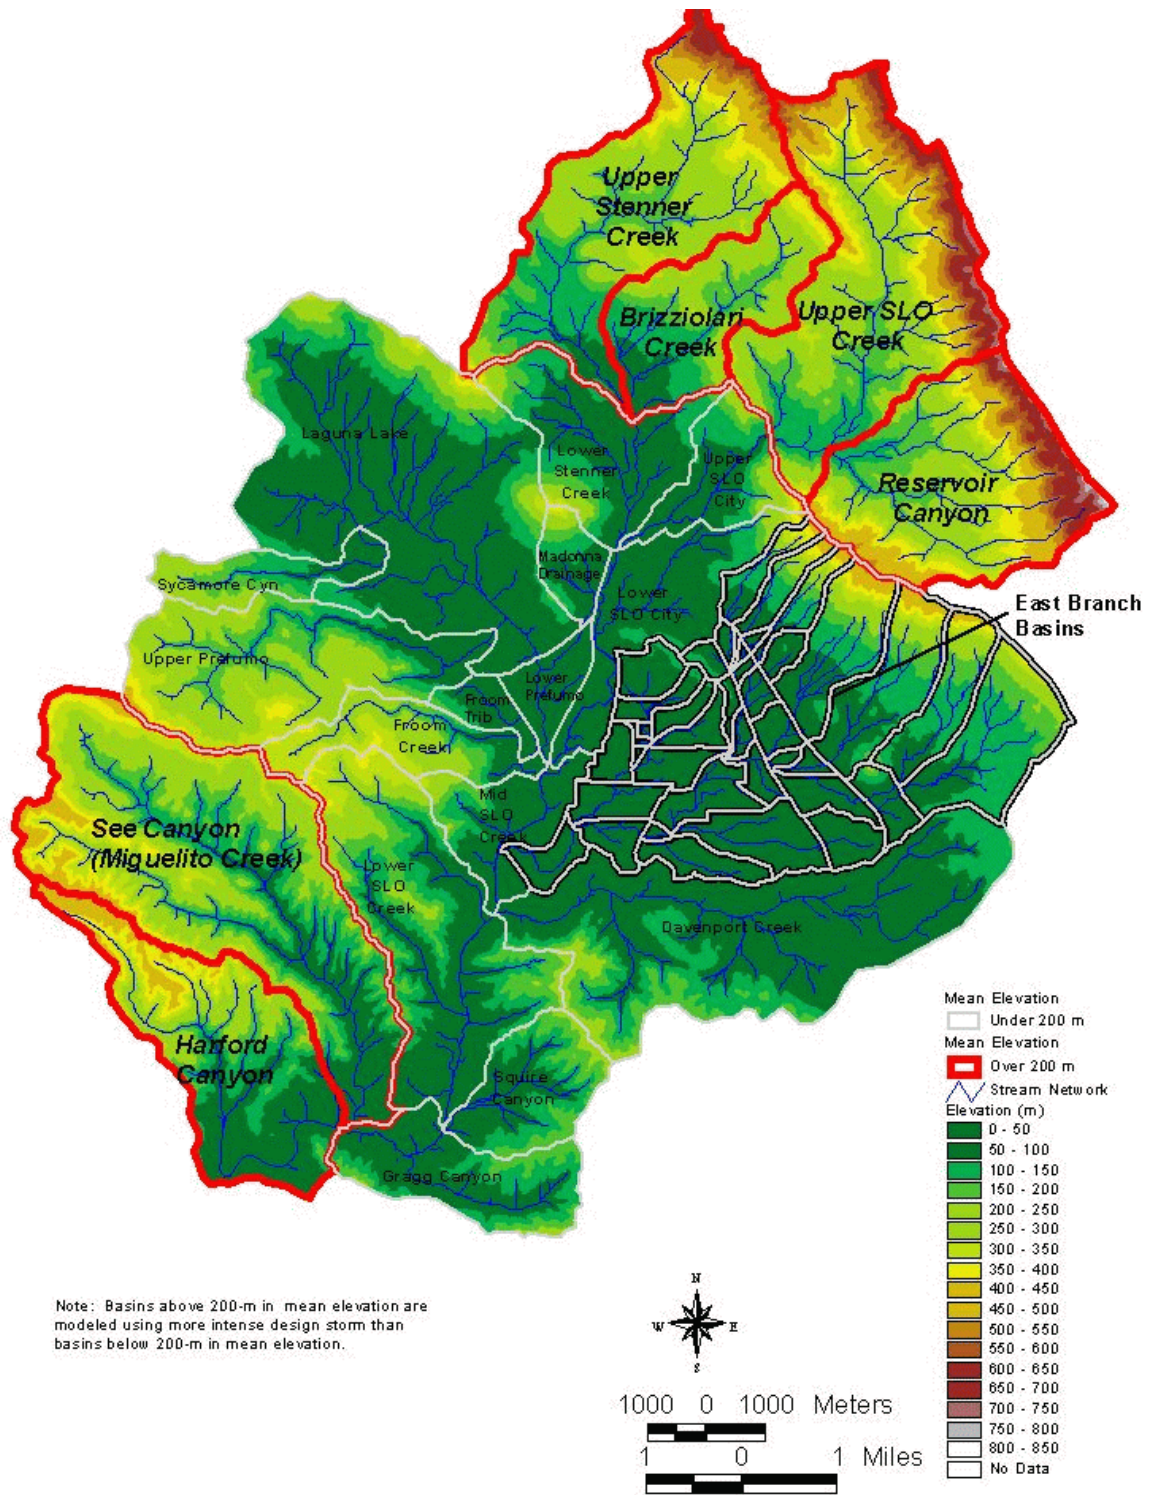 Upper
Stenner
Creek
Brizziolari
Creek
Upper SLO
Creek
Laguna Lake
Lower
Stenner
Creek
Upper
SLO
City
Reservoir
Canyon
Madonna
Drainage
Sycamore Cyn
Lower
SLO City
East Branch
Basins
Upper Prefumo
Lower
Prefumo
Froom
Trib
Froom
Creek
Mid
SLO
Creek
See Canyon
(Miguelito Creek)
Lower
SLO
Creek
Davenport Creek
Harford
Canyon
Squire
Canyon
Gragg Canyon
Mean Elevation
Under 200 m
Mean Elevation
Over 200 m
Stream Network
Elevation (m)
0 - 50
50 - 100
100 - 150
150 - 200
200 - 250
250 - 300
300 - 350
350 - 400
400 - 450
450 - 500
500 - 550
550 - 600
600 - 650
650 - 700
700 - 750
750 - 800
800 - 850
No Data
Note: Basins above 200-m in mean elevation are
modeled using more intense design storm than
basins below 200-m in mean elevation.
N
W E
S
1000 0 1000 Meters
1 0 1 Miles